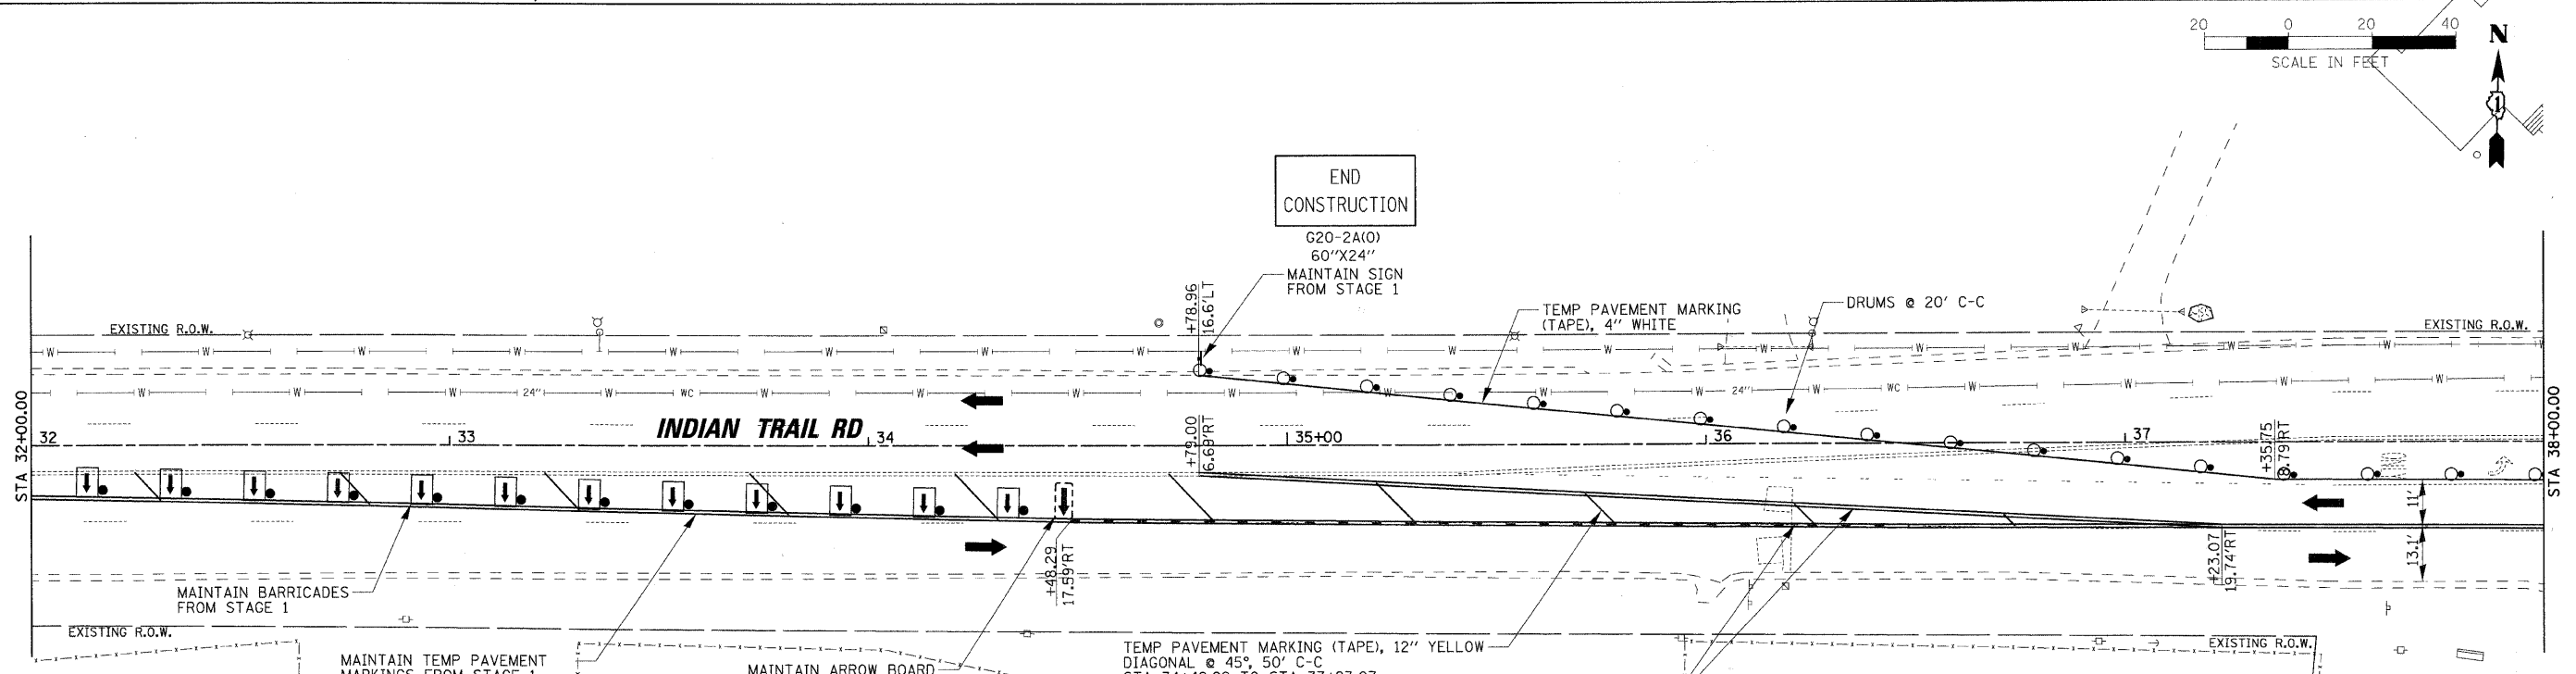 20 0 20 40
SCALE IN FEET
N
1
END
CONSTRUCTION
G20-2A(O)
60"X24"
MAINTAIN SIGN
FROM STAGE 1
+78.96
16.6'LT
TEMP PAVEMENT MARKING
(TAPE), 4" WHITE
DRUMS @ 20' C-C
EXISTING R.O.W.
EXISTING R.O.W.
W W W W W W W W W W W W W W W W
W W 24" W WC W W W W W W 24" W WC W W W W
STA 32+00.00
32 33 INDIAN TRAIL RD 34 35+00 36 37
STA 38+00.00
+79.00
+35.75
8.79'RT
11'
13.1'
+48.29
17.59'RT
+23.07
19.74'RT
MAINTAIN BARRICADES
FROM STAGE 1
EXISTING R.O.W.
EXISTING R.O.W.
MAINTAIN TEMP PAVEMENT
MARKINGS FROM STAGE 1
MAINTAIN ARROW BOARD
TEMP PAVEMENT MARKING (TAPE), 12" YELLOW
DIAGONAL @ 45°, 50' C-C